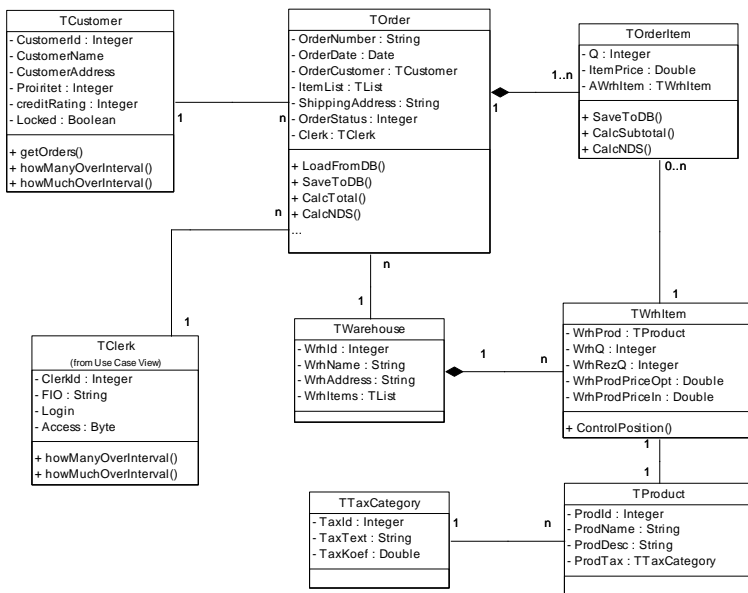 TCustomer
- CustomerId : Integer
- CustomerName
- CustomerAddress
- Proiritet : Integer
- creditRating : Integer
- Locked : Boolean
+ getOrders()
+ howManyOverInterval()
+ howMuchOverInterval()
1
n
TOrder
- OrderNumber : String
- OrderDate : Date
- OrderCustomer : TCustomer
- ItemList : TList
- ShippingAddress : String
- OrderStatus : Integer
- Clerk : TClerk
+ LoadFromDB()
+ SaveToDB()
+ CalcTotal()
+ CalcNDS()
...
1
1..n
TOrderItem
- Q : Integer
- ItemPrice : Double
- AWrhItem : TWrhItem
+ SaveToDB()
+ CalcSubtotal()
+ CalcNDS()
0..n
1
n
1
n
1
TClerk
(from Use Case View)
- ClerkId : Integer
- FIO : String
- Login
- Access : Byte
+ howManyOverInterval()
+ howMuchOverInterval()
TWarehouse
- WrhId : Integer
- WrhName : String
- WrhAddress : String
- WrhItems : TList
1
n
TWrhItem
- WrhProd : TProduct
- WrhQ : Integer
- WrhRezQ : Integer
- WrhProdPriceOpt : Double
- WrhProdPriceIn : Double
+ ControlPosition()
1
1
TTaxCategory
- TaxId : Integer
- TaxText : String
- TaxKoef : Double
1
n
TProduct
- ProdId : Integer
- ProdName : String
- ProdDesc : String
- ProdTax : TTaxCategory